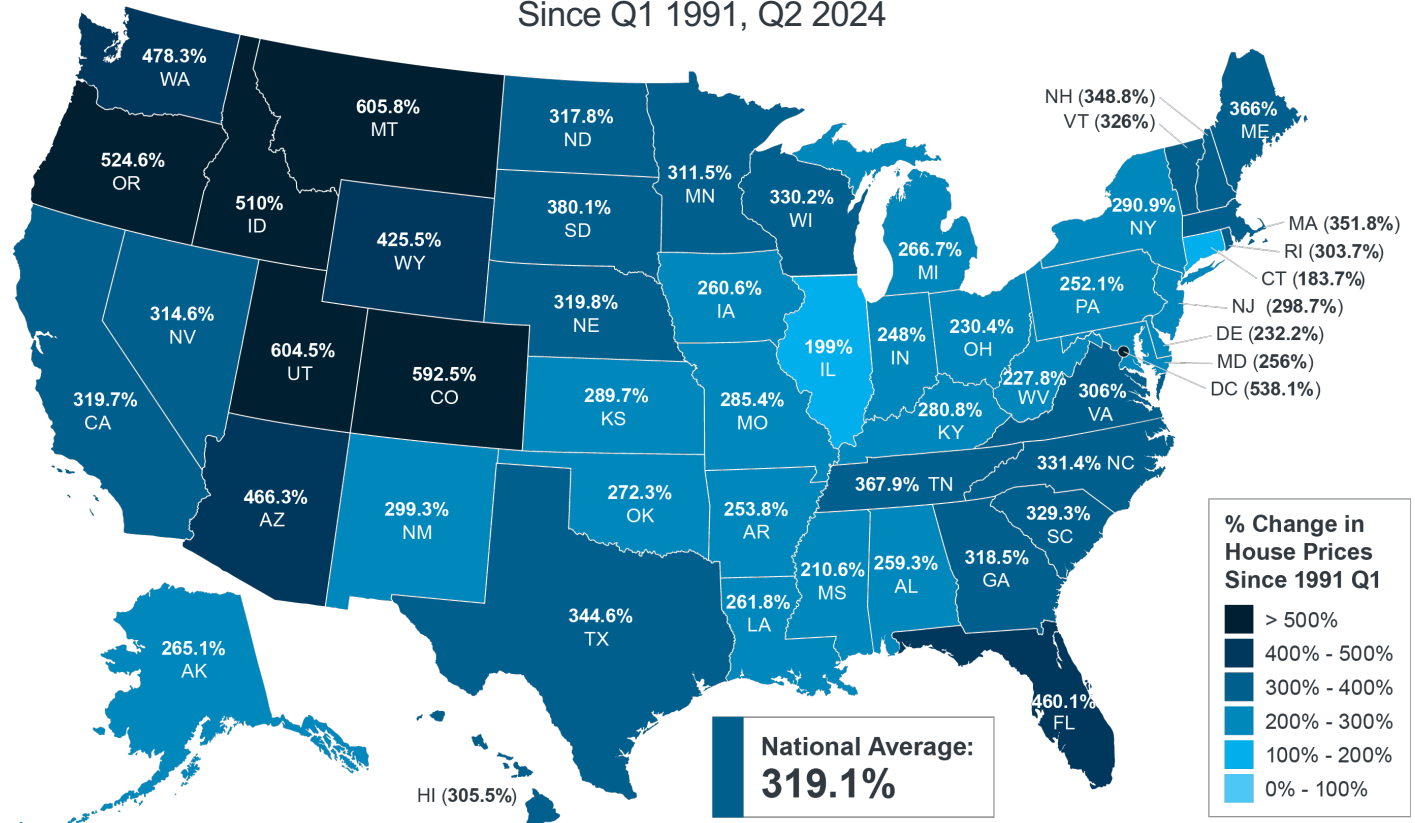 Since Q1 1991, Q2 2024
478.3%
WA
605.8%
MT
317.8%
ND
NH (348.8%)
VT (326%)
366%
ME
524.6%
OR
510%
ID
311.5%
MN
330.2%
WI
380.1%
SD
425.5%
WY
290.9%
NY
MA (351.8%)
RI (303.7%)
CT (183.7%)
NJ (298.7%)
DE (232.2%)
MD (256%)
DC (538.1%)
266.7%
MI
252.1%
PA
260.6%
IA
319.8%
NE
314.6%
NV
604.5%
UT
592.5%
CO
199%
IL
248%
IN
230.4%
OH
227.8%
WV
306%
VA
319.7%
CA
289.7%
KS
285.4%
MO
280.8%
KY
331.4% NC
367.9% TN
466.3%
AZ
299.3%
NM
272.3%
OK
253.8%
AR
329.3%
SC
210.6%
MS
259.3%
AL
318.5%
GA
344.6%
TX
261.8%
LA
265.1%
AK
460.1%
FL
HI (305.5%)
National Average:
319.1%
% Change in
House Prices
Since 1991 Q1
> 500%
400% - 500%
300% - 400%
200% - 300%
100% - 200%
0% - 100%